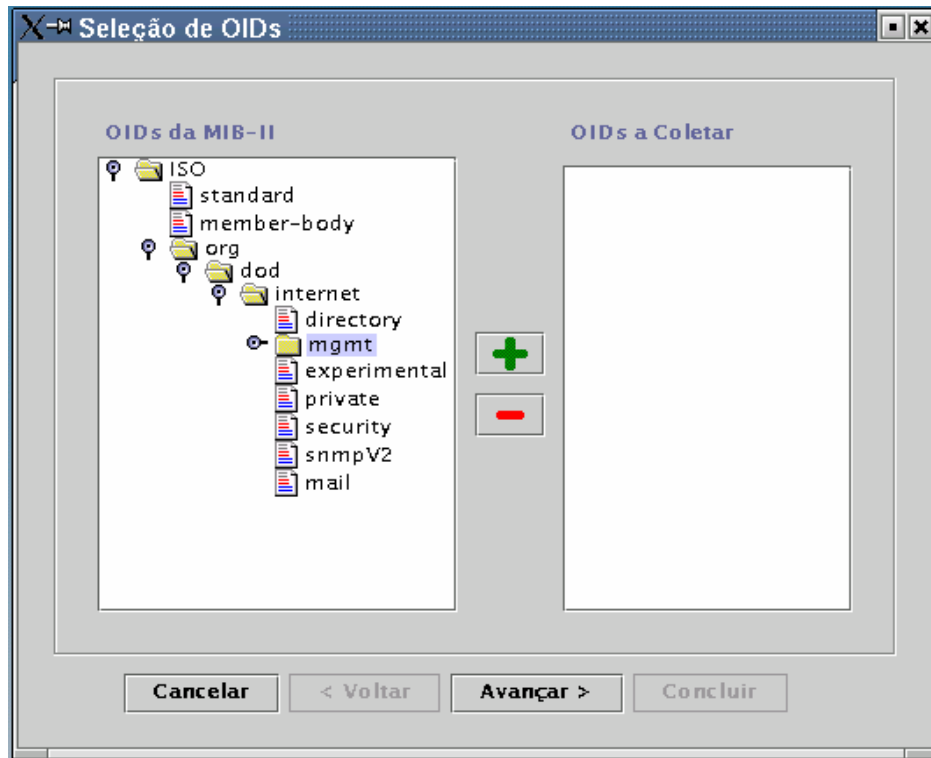 Seleção de OIDs
OIDs da MIB-II
OIDs a Coletar
ISO
standard
member-body
org
dod
internet
directory
mgmt
experimental
private
security
snmpV2
mail
Cancelar
< Voltar
Avançar >
Concluir